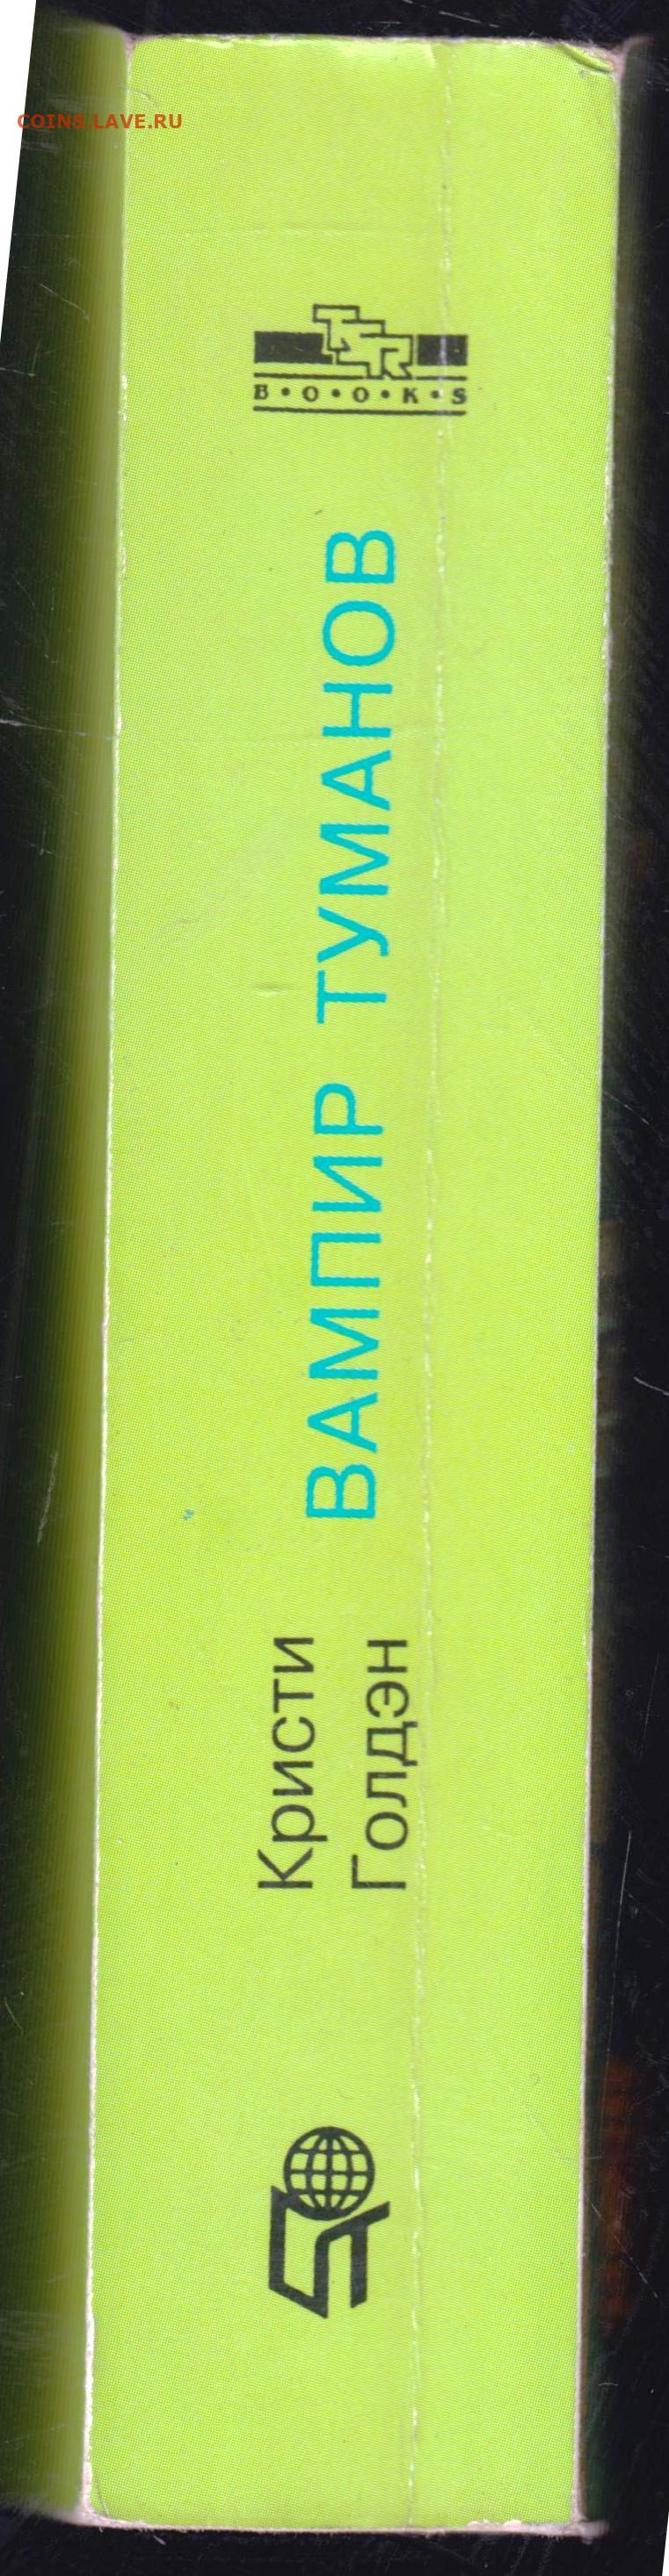 COINS.LAVE.RU
TSR
B•O•O•K•S
ВАМПИР ТУМАНОВ
Кристи
Голдэн